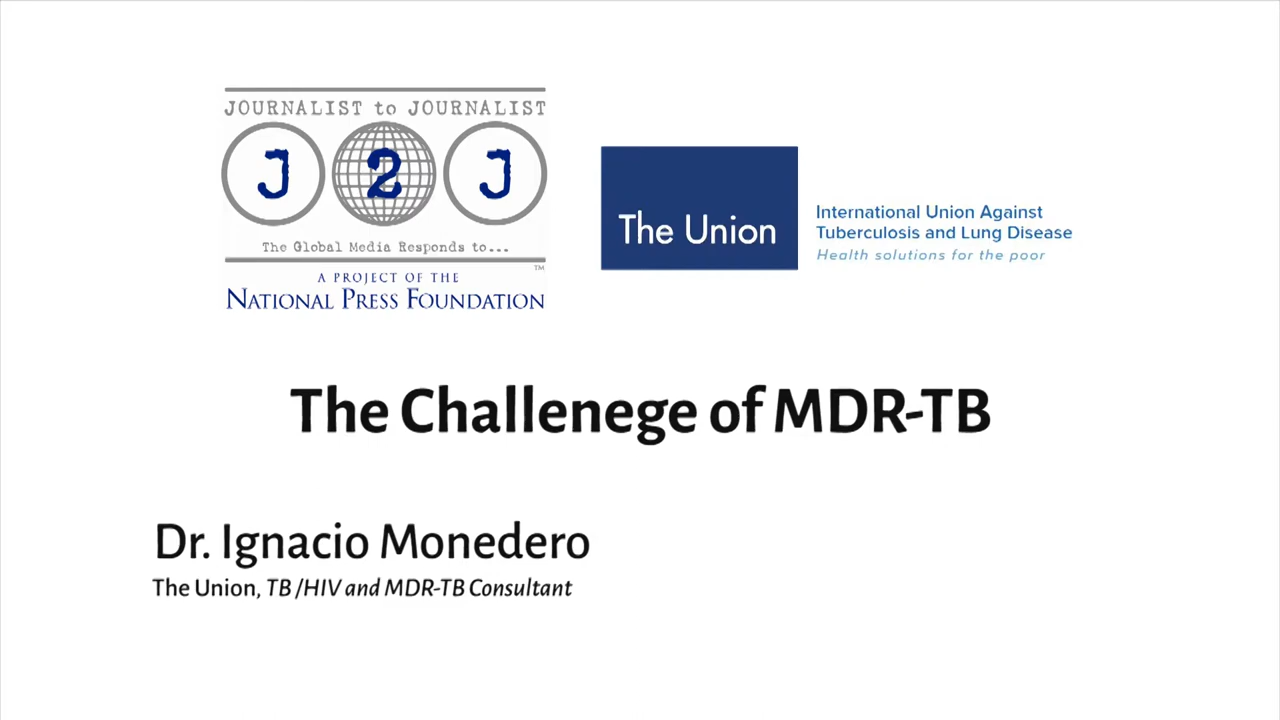 JOURNALIST to JOURNALIST
J 2 J
The Global Media Responds to...
TM
A PROJECT OF THE
NATIONAL PRESS FOUNDATION
The Union
International Union Against
Tuberculosis and Lung Disease
Health solutions for the poor
The Challenege of MDR-TB
Dr. Ignacio Monedero
The Union, TB /HIV and MDR-TB Consultant